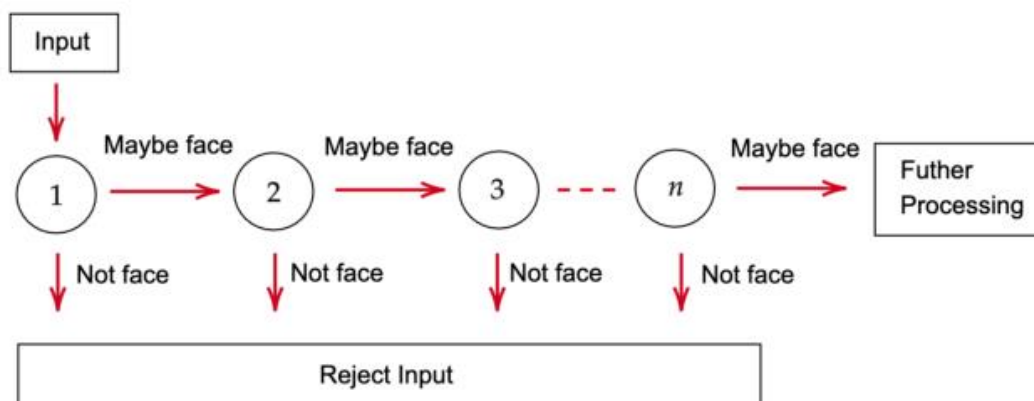 Input
Maybe face
Maybe face
Maybe face
1
2
3
n
Futher
Processing
Not face
Not face
Not face
Not face
Reject Input